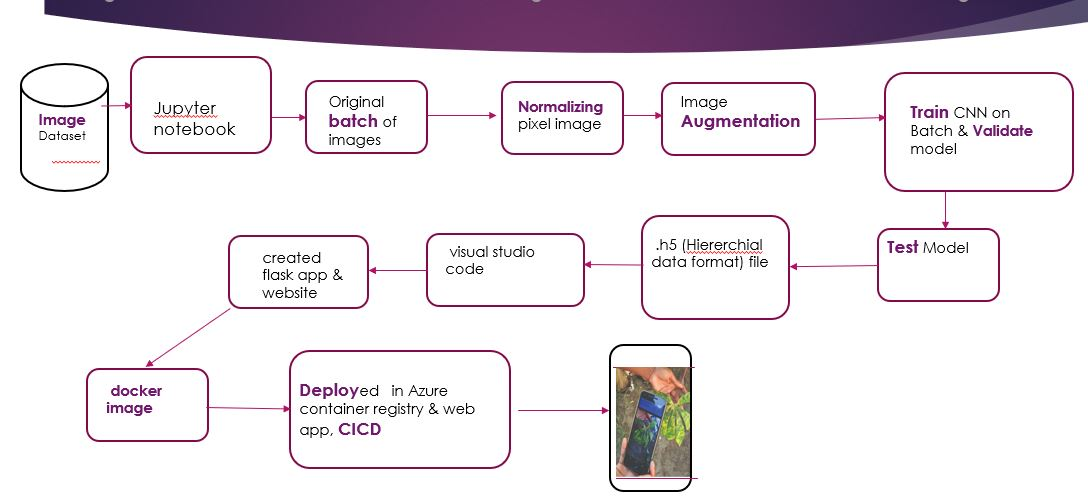 Image
Dataset
Jupyter
notebook
Original
batch of
images
Normalizing
pixel image
Image
Augmentation
Train CNN on
Batch & Validate
model
Test Model
.h5 (Hiererchial
data format) file
visual studio
code
created
flask app &
website
docker
image
Deployed in Azure
container registry & web
app, CICD